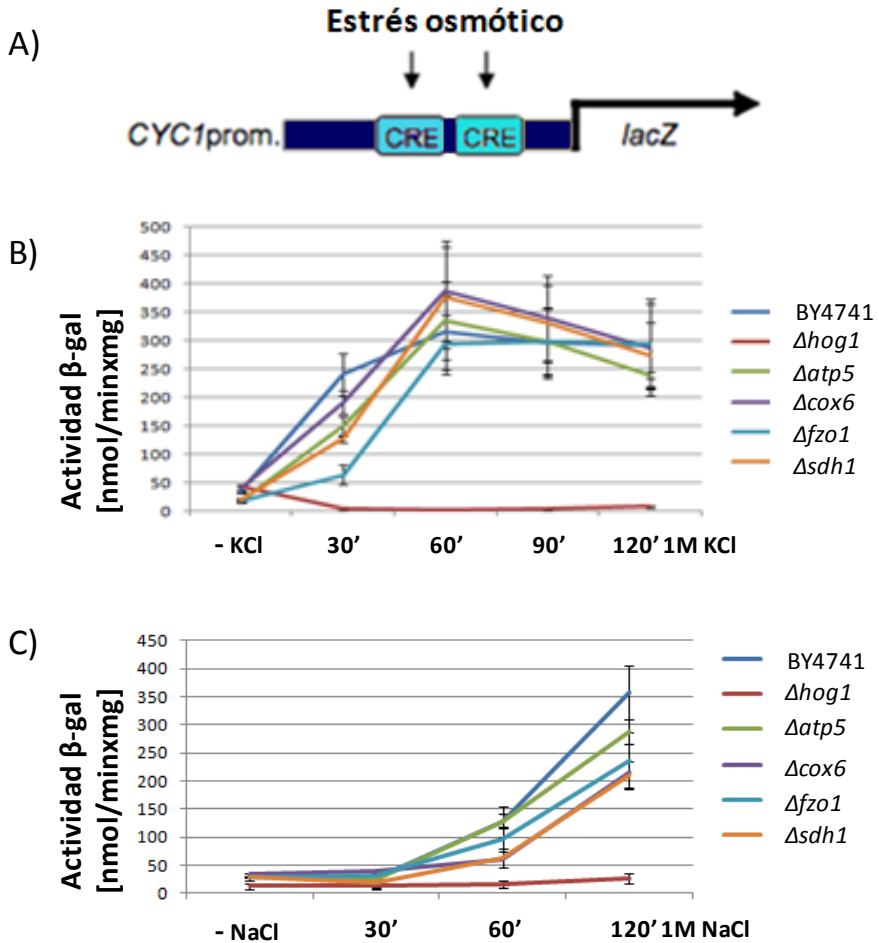 A)
Estrés osmótico
CYC1prom.
CRE
CRE
lacZ
B)
Actividad β-gal
[nmol/minxmg]
500
450
400
350
300
250
200
150
100
50
0
- KCl
30’
60’
90’
120’ 1M KCl
BY4741
Δhog1
Δatp5
Δcox6
Δfzo1
Δsdh1
C)
Actividad β-gal
[nmol/minxmg]
450
400
350
300
250
200
150
100
50
0
- NaCl
30’
60’
120’ 1M NaCl
BY4741
Δhog1
Δatp5
Δcox6
Δfzo1
Δsdh1